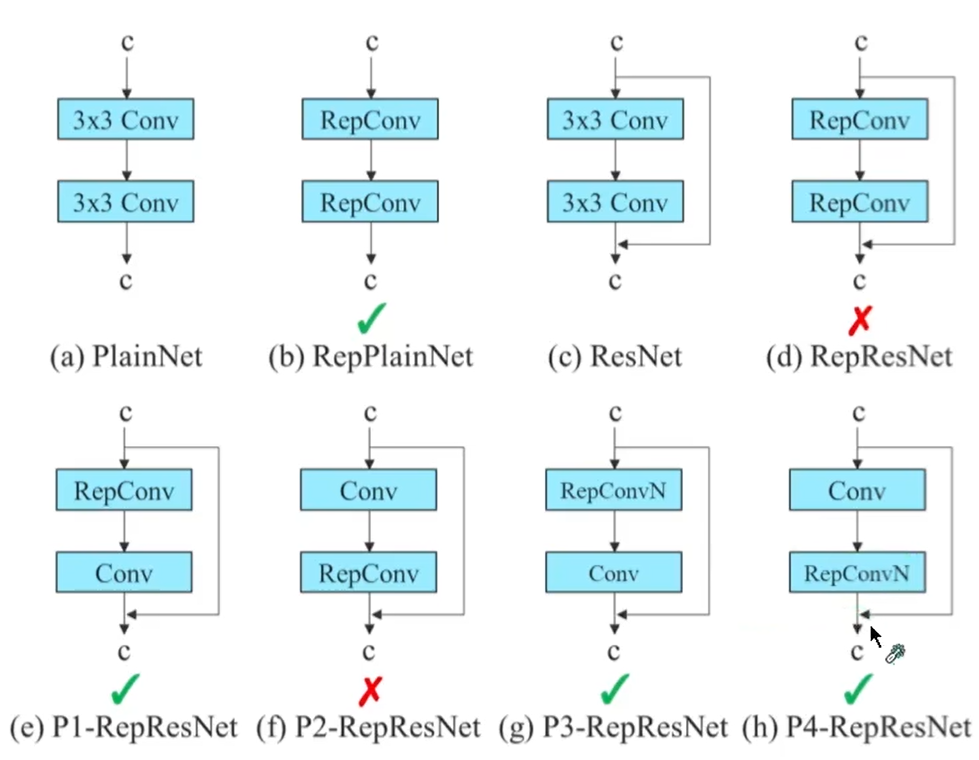 c c c c
3x3 Conv RepConv 3x3 Conv RepConv
3x3 Conv RepConv 3x3 Conv RepConv
c c c c
(a) PlainNet (b) RepPlainNet (c) ResNet (d) RepResNet
c c c c
RepConv Conv RepConvN Conv
Conv RepConv Conv RepConvN
c c c c
(e) P1-RepResNet (f) P2-RepResNet (g) P3-RepResNet (h) P4-RepResNet